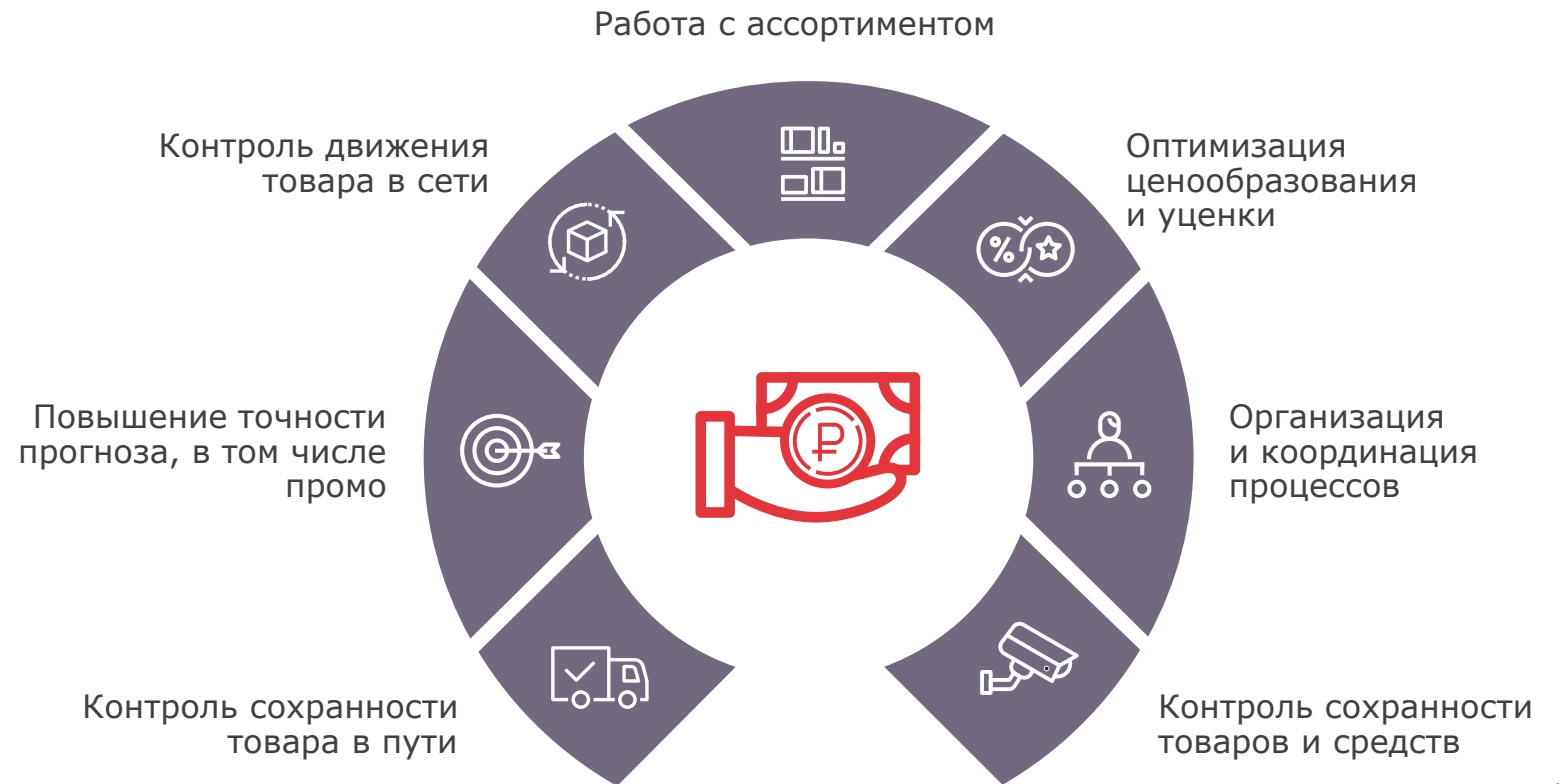 Работа с ассортиментом
Контроль движения
товара в сети
Оптимизация
ценообразования
и уценки
Повышение точности
прогноза, в том числе
промо
Организация
и координация
процессов
Контроль сохранности
товара в пути
Контроль сохранности
товаров и средств